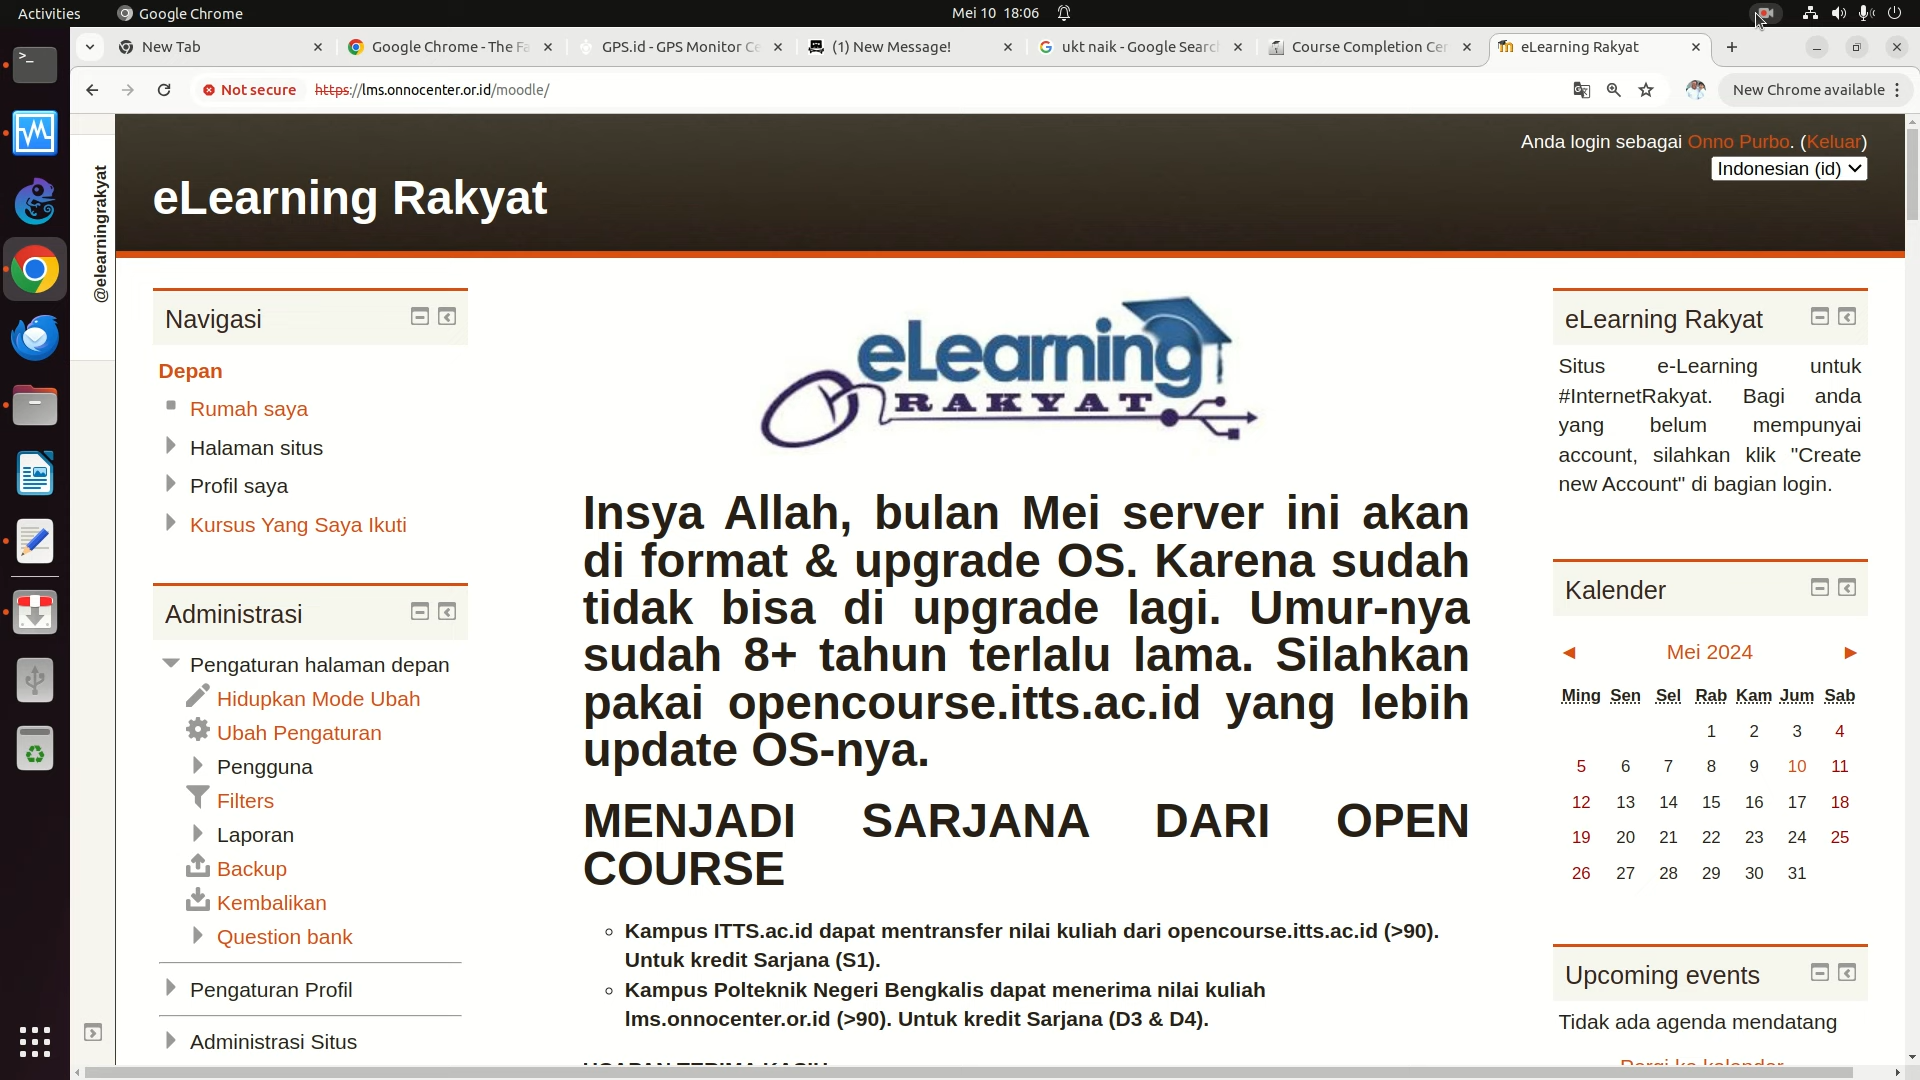 Activities
Google Chrome
Mei 10 18:06
New Tab
Google Chrome - The Fa
GPS.id - GPS Monitor Ce
(1) New Message!
ukt naik - Google Search
Course Completion Cer
eLearning Rakyat
Not secure
https://lms.onnocenter.or.id/moodle/
New Chrome available
@elearningrakyat
Anda login sebagai Onno Purbo. (Keluar)
Indonesian (id)
eLearning Rakyat
Navigasi
Depan
Rumah saya
Halaman situs
Profil saya
Kursus Yang Saya Ikuti
Administrasi
Pengaturan halaman depan
Hidupkan Mode Ubah
Ubah Pengaturan
Pengguna
Filters
Laporan
Backup
Kembalikan
Question bank
Pengaturan Profil
Administrasi Situs
eLearning
RAKYAT
Insya Allah, bulan Mei server ini akan
di format & upgrade OS. Karena sudah
tidak bisa di upgrade lagi. Umur-nya
sudah 8+ tahun terlalu lama. Silahkan
pakai opencourse.itts.ac.id yang lebih
update OS-nya.
MENJADI SARJANA DARI OPEN
COURSE
Kampus ITTS.ac.id dapat mentransfer nilai kuliah dari opencourse.itts.ac.id (>90).
Untuk kredit Sarjana (S1).
Kampus Polteknik Negeri Bengkalis dapat menerima nilai kuliah
lms.onnocenter.or.id (>90). Untuk kredit Sarjana (D3 & D4).
eLearning Rakyat
Situs e-Learning untuk
#InternetRakyat. Bagi anda
yang belum mempunyai
account, silahkan klik "Create
new Account" di bagian login.
Kalender
Mei 2024
Ming Sen Sel Rab Kam Jum Sab
1 2 3 4
5 6 7 8 9 10 11
12 13 14 15 16 17 18
19 20 21 22 23 24 25
26 27 28 29 30 31
Upcoming events
Tidak ada agenda mendatang